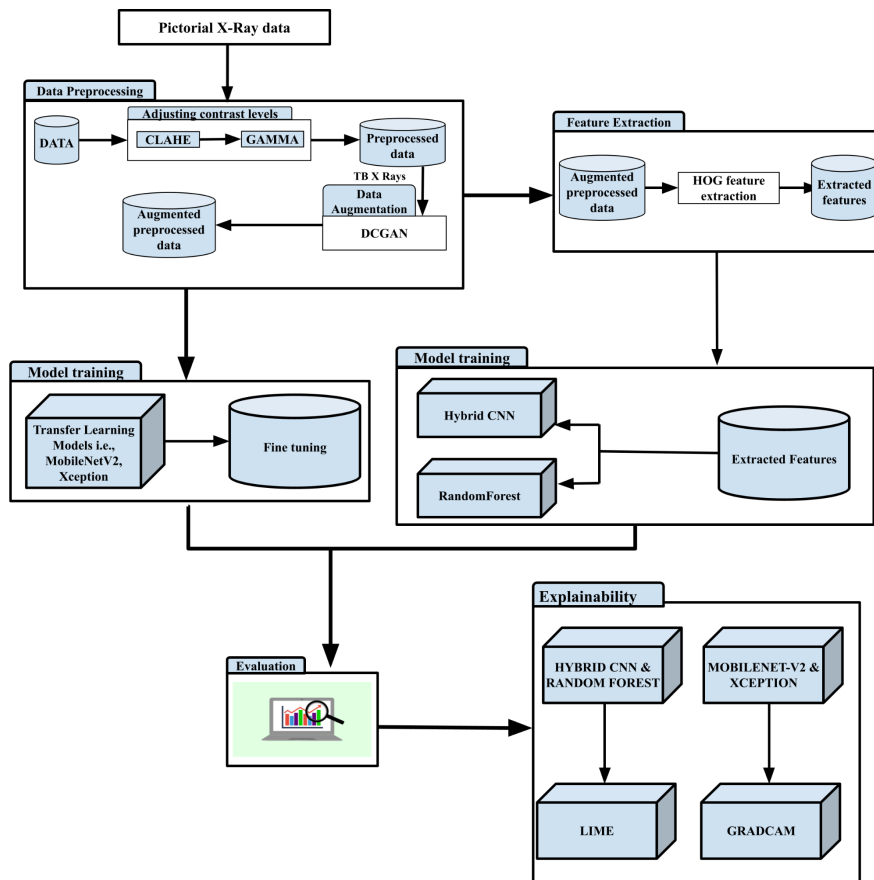 Pictorial X-Ray data
Data Preprocessing
Adjusting contrast levels
DATA
CLAHE
GAMMA
Preprocessed
data
TB X Rays
Data
Augmentation
DCGAN
Augmented
preprocessed
data
Feature Extraction
Augmented
preprocessed
data
HOG feature
extraction
Extracted
features
Model training
Transfer Learning
Models i.e.,
MobileNetV2,
Xception
Fine tuning
Model training
Hybrid CNN
RandomForest
Extracted Features
Evaluation
Explainability
HYBRID CNN &
RANDOM FOREST
MOBILENET-V2 &
XCEPTION
LIME
GRADCAM